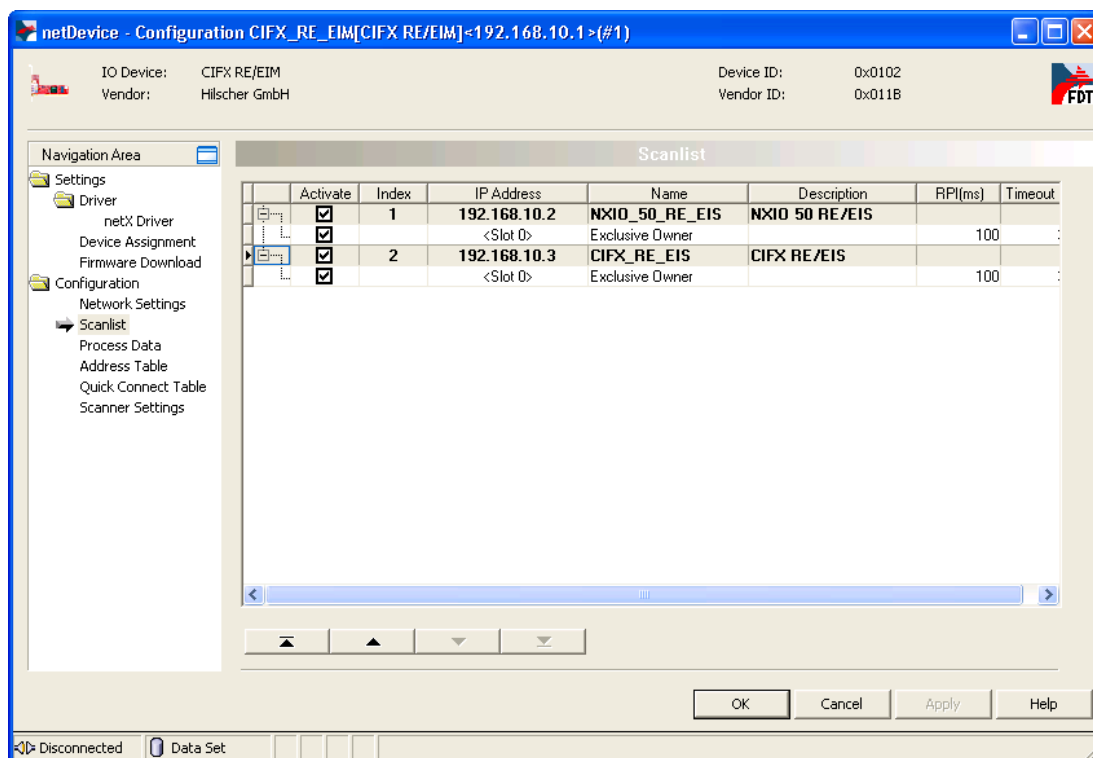 netDevice - Configuration CIFX_RE_EIM[CIFX RE/EIM]<192.168.10.1>(#1)
IO Device: CIFX RE/EIM Device ID: 0x0102
Vendor: Hilscher GmbH Vendor ID: 0x011B
FDT
Navigation Area
Settings
Driver
netX Driver
Device Assignment
Firmware Download
Configuration
Network Settings
Scanlist
Process Data
Address Table
Quick Connect Table
Scanner Settings
Scanlist
Activate Index IP Address Name Description RPI(ms) Timeout
1 192.168.10.2 NXIO_50_RE_EIS NXIO 50 RE/EIS
<Slot 0> Exclusive Owner 100
2 192.168.10.3 CIFX_RE_EIS CIFX RE/EIS
<Slot 0> Exclusive Owner 100
OK Cancel Apply Help
Disconnected Data Set